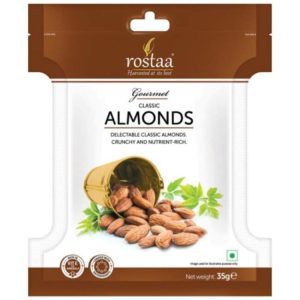 rostaa
Harvested at its best
Gourmet
CLASSIC
ALMONDS
DELECTABLE CLASSIC ALMONDS.
CRUNCHY AND NUTRIENT-RICH.
Net weight: 35g e